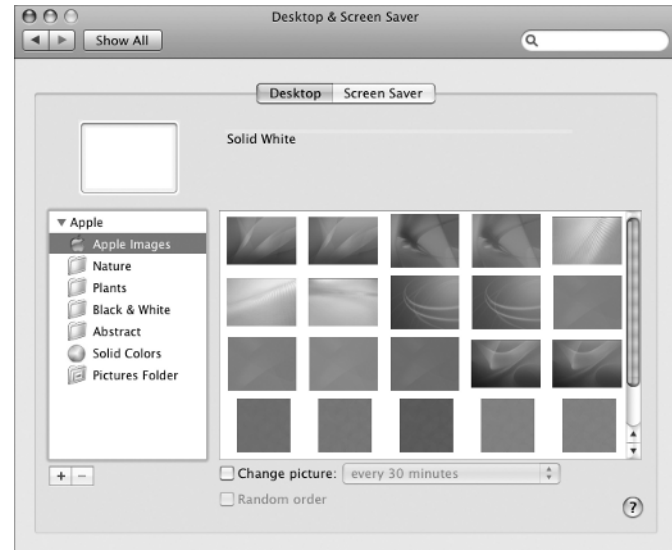 Desktop & Screen Saver
Show All
Desktop Screen Saver
Solid White
Apple
Apple Images
Nature
Plants
Black & White
Abstract
Solid Colors
Pictures Folder
+ −
Change picture: every 30 minutes
Random order
?